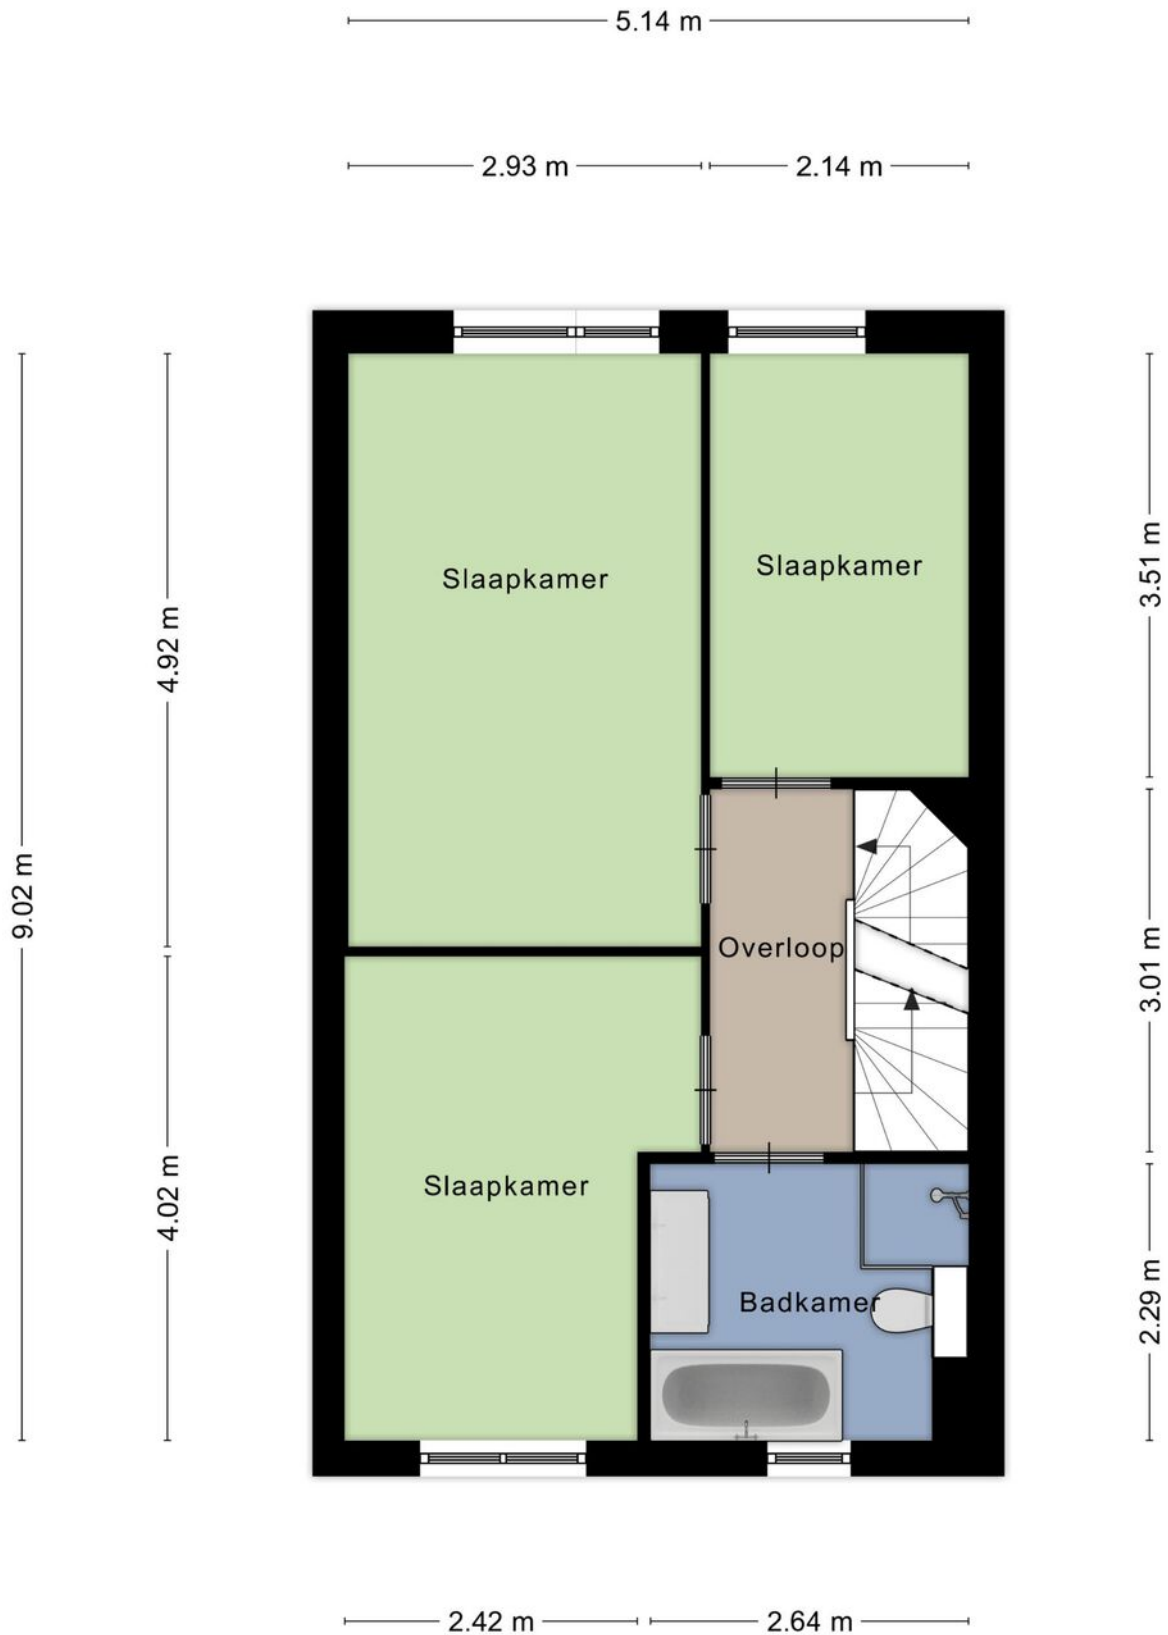 5.14 m
2.93 m
2.14 m
Slaapkamer
Slaapkamer
3.51 m
4.92 m
9.02 m
Overloop
3.01 m
Slaapkamer
4.02 m
Badkamer
2.29 m
2.42 m
2.64 m